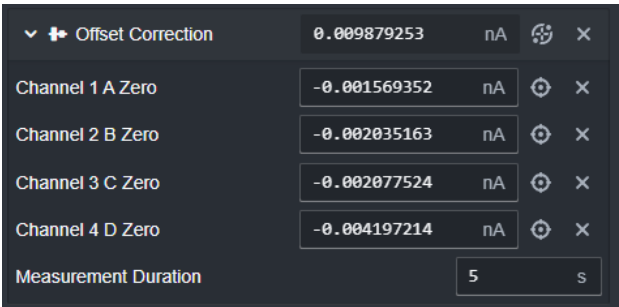 Offset Correction 0.009879253 nA
Channel 1 A Zero -0.001569352 nA
Channel 2 B Zero -0.002035163 nA
Channel 3 C Zero -0.002077524 nA
Channel 4 D Zero -0.004197214 nA
Measurement Duration 5 s